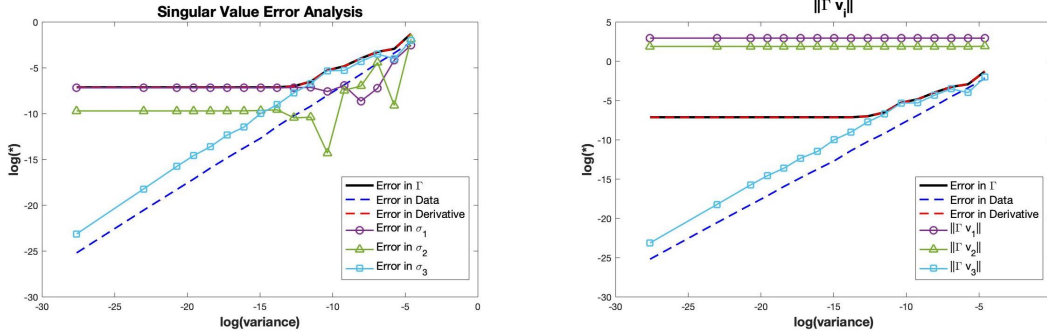 Singular Value Error Analysis
0
-5
-10
-15
-20
-25
-30
log(*)
-30
-25
-20
-15
-10
-5
0
log(variance)
Error in Γ
Error in Data
Error in Derivative
Error in σ1
Error in σ2
Error in σ3
‖Γ vi‖
5
0
-5
-10
-15
-20
-25
-30
log(*)
-30
-25
-20
-15
-10
-5
0
log(variance)
Error in Γ
Error in Data
Error in Derivative
‖Γ v1‖
‖Γ v2‖
‖Γ v3‖